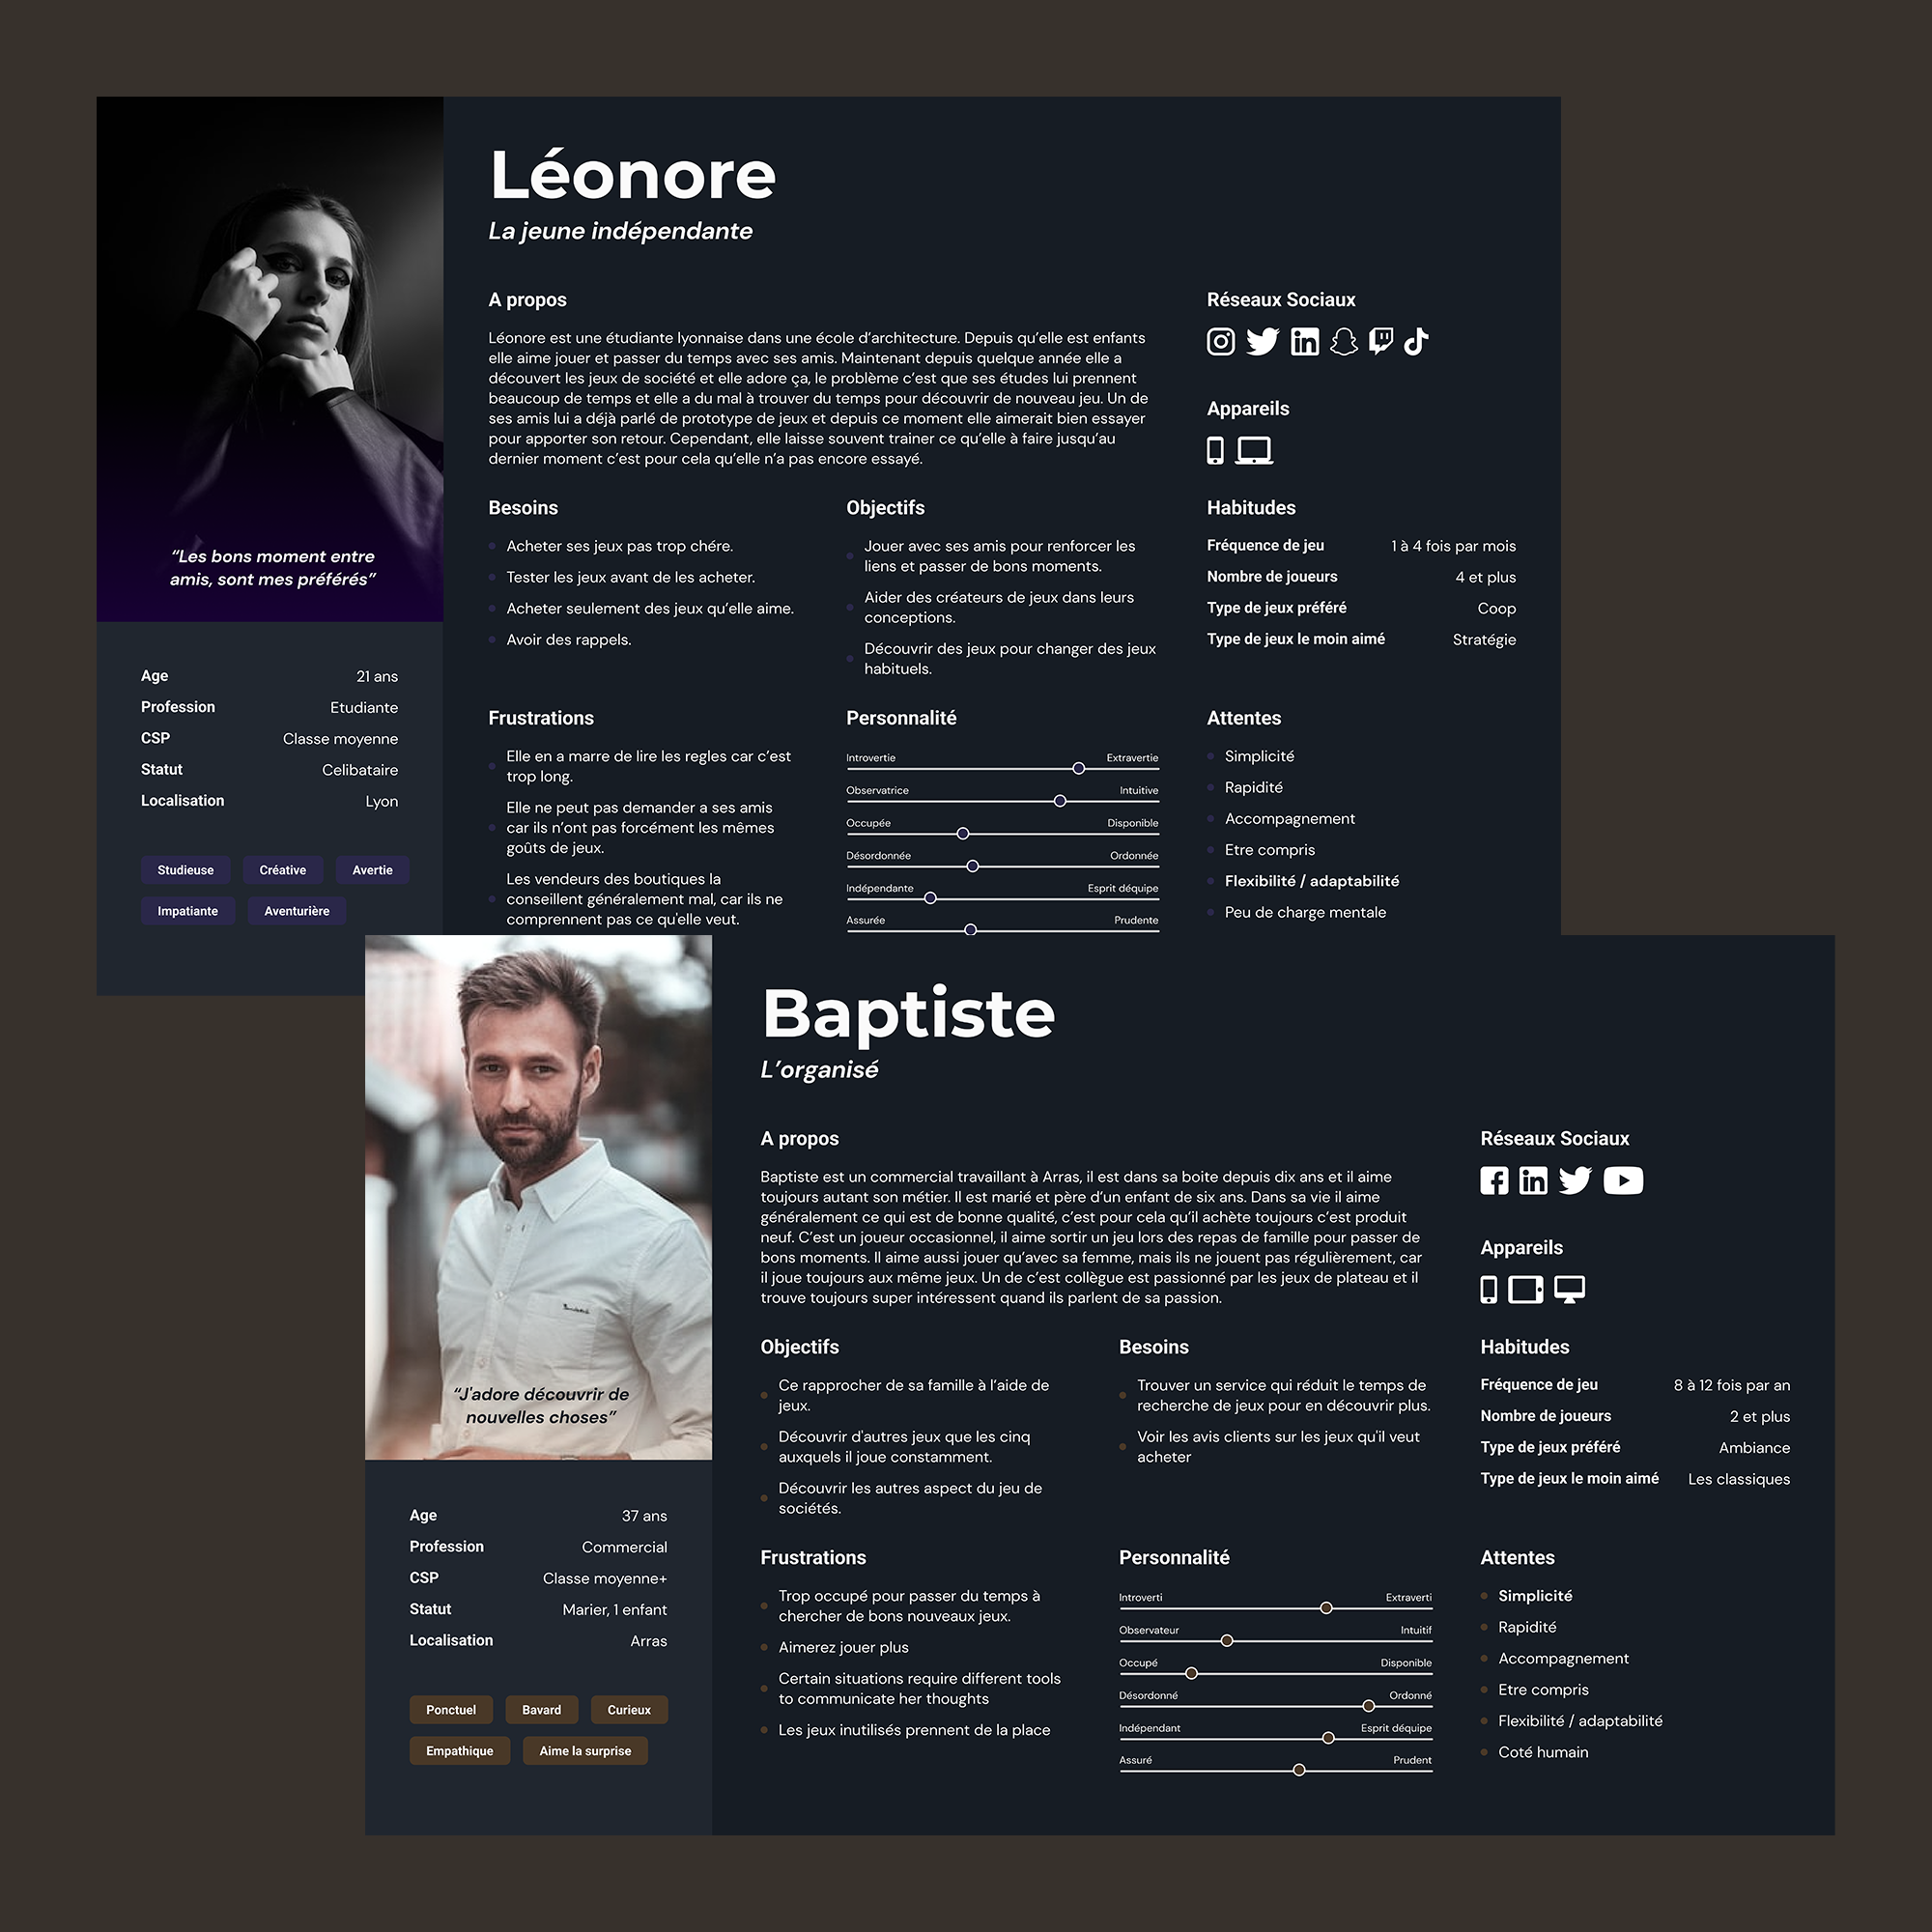 Léonore
La jeune indépendante
“Les bons moment entre
amis, sont mes préférés”
Age 21 ans
Profession Etudiante
CSP Classe moyenne
Statut Celibataire
Localisation Lyon
Studieuse Créative Avertie
Impatiante Aventurière
A propos
Léonore est une étudiante lyonnaise dans une école d’architecture. Depuis qu’elle est enfants
elle aime jouer et passer du temps avec ses amis. Maintenant depuis quelque année elle a
découvert les jeux de société et elle adore ça, le problème c’est que ses études lui prennent
beaucoup de temps et elle a du mal à trouver du temps pour découvrir de nouveau jeu. Un de
ses amis lui a déjà parlé de prototype de jeux et depuis ce moment elle aimerait bien essayer
pour apporter son retour. Cependant, elle laisse souvent trainer ce qu’elle à faire jusqu’au
dernier moment c’est pour cela qu’elle n’a pas encore essayé.
Réseaux Sociaux
Appareils
Besoins
Acheter ses jeux pas trop chére.
Tester les jeux avant de les acheter.
Acheter seulement des jeux qu’elle aime.
Avoir des rappels.
Objectifs
Jouer avec ses amis pour renforcer les
liens et passer de bons moments.
Aider des créateurs de jeux dans leurs
conceptions.
Découvrir des jeux pour changer des jeux
habituels.
Habitudes
Fréquence de jeu 1 à 4 fois par mois
Nombre de joueurs 4 et plus
Type de jeux préféré Coop
Type de jeux le moin aimé Stratégie
Frustrations
Elle en a marre de lire les regles car c’est
trop long.
Elle ne peut pas demander a ses amis
car ils n’ont pas forcément les mêmes
goûts de jeux.
Les vendeurs des boutiques la
conseillent généralement mal, car ils ne
comprennent pas ce qu'elle veut.
Personnalité
Introvertie Extravertie
Observatrice Intuitive
Occupée Disponible
Désordonnée Ordonnée
Indépendante Esprit déquipe
Assurée Prudente
Attentes
Simplicité
Rapidité
Accompagnement
Etre compris
Flexibilité / adaptabilité
Peu de charge mentale
Baptiste
L’organisé
“J'adore découvrir de
nouvelles choses”
Age 37 ans
Profession Commercial
CSP Classe moyenne+
Statut Marier, 1 enfant
Localisation Arras
Ponctuel Bavard Curieux
Empathique Aime la surprise
A propos
Baptiste est un commercial travaillant à Arras, il est dans sa boite depuis dix ans et il aime
toujours autant son métier. Il est marié et père d’un enfant de six ans. Dans sa vie il aime
généralement ce qui est de bonne qualité, c’est pour cela qu’il achète toujours c’est produit
neuf. C’est un joueur occasionnel, il aime sortir un jeu lors des repas de famille pour passer de
bons moments. Il aime aussi jouer qu’avec sa femme, mais ils ne jouent pas régulièrement, car
il joue toujours aux même jeux. Un de c’est collègue est passionné par les jeux de plateau et il
trouve toujours super intéressent quand ils parlent de sa passion.
Réseaux Sociaux
Appareils
Objectifs
Ce rapprocher de sa famille à l’aide de
jeux.
Découvrir d'autres jeux que les cinq
auxquels il joue constamment.
Découvrir les autres aspect du jeu de
sociétés.
Besoins
Trouver un service qui réduit le temps de
recherche de jeux pour en découvrir plus.
Voir les avis clients sur les jeux qu'il veut
acheter
Habitudes
Fréquence de jeu 8 à 12 fois par an
Nombre de joueurs 2 et plus
Type de jeux préféré Ambiance
Type de jeux le moin aimé Les classiques
Frustrations
Trop occupé pour passer du temps à
chercher de bons nouveaux jeux.
Aimerez jouer plus
Certain situations require different tools
to communicate her thoughts
Les jeux inutilisés prennent de la place
Personnalité
Introverti Extraverti
Observateur Intuitif
Occupé Disponible
Désordonné Ordonné
Indépendant Esprit déquipe
Assuré Prudent
Attentes
Simplicité
Rapidité
Accompagnement
Etre compris
Flexibilité / adaptabilité
Coté humain